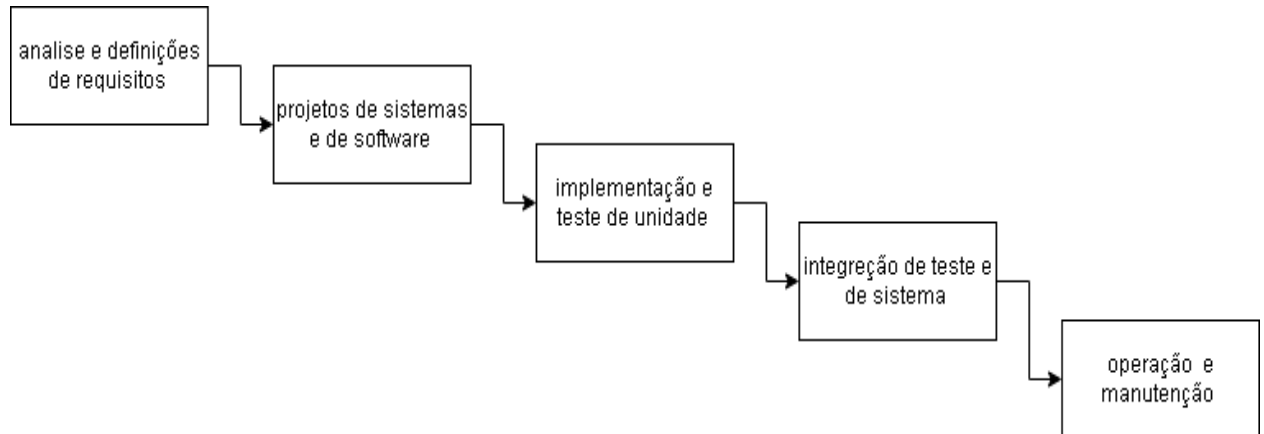 analise e definições
de requisitos
projetos de sistemas
e de software
implementação e
teste de unidade
integreção de teste e
de sistema
operação e
manutenção